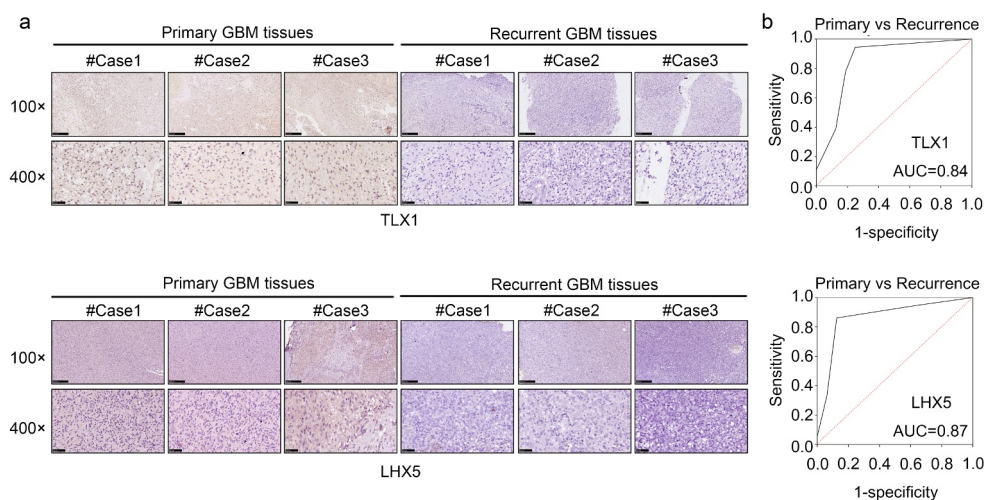 a
Primary GBM tissues Recurrent GBM tissues
#Case1 #Case2 #Case3 #Case1 #Case2 #Case3
100×
400×
TLX1
Primary GBM tissues Recurrent GBM tissues
#Case1 #Case2 #Case3 #Case1 #Case2 #Case3
100×
400×
LHX5
b
Primary vs Recurrence
1.0
0.8
0.6
0.4
0.2
0.0
Sensitivity
TLX1
AUC=0.84
0.0 0.2 0.4 0.6 0.8 1.0
1-specificity
Primary vs Recurrence
1.0
0.8
0.6
0.4
0.2
0.0
Sensitivity
LHX5
AUC=0.87
0.0 0.2 0.4 0.6 0.8 1.0
1-specificity